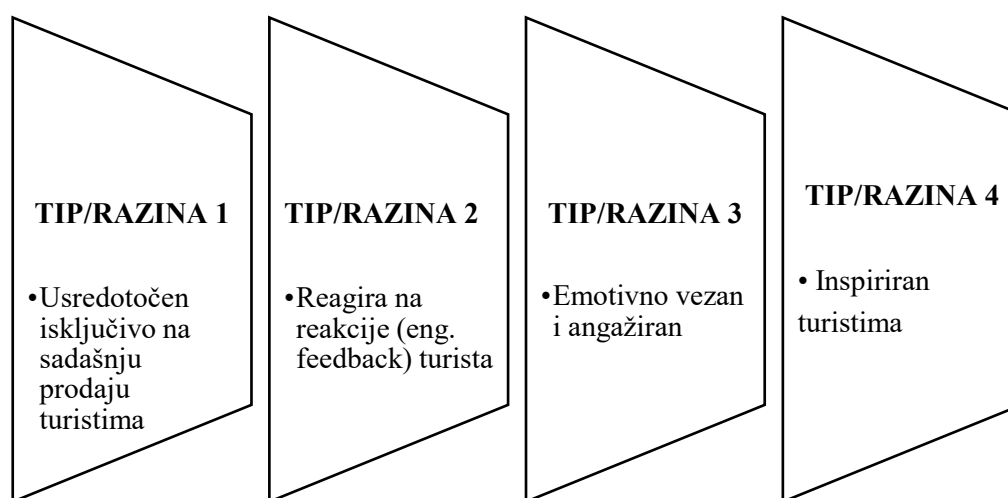 TIP/RAZINA 1
•Usredotočen
isključivo na
sadašnju
prodaju
turistima
TIP/RAZINA 2
•Reagira na
reakcije (eng.
feedback) turista
TIP/RAZINA 3
•Emotivno vezan
i angažiran
TIP/RAZINA 4
• Inspiriran
turistima